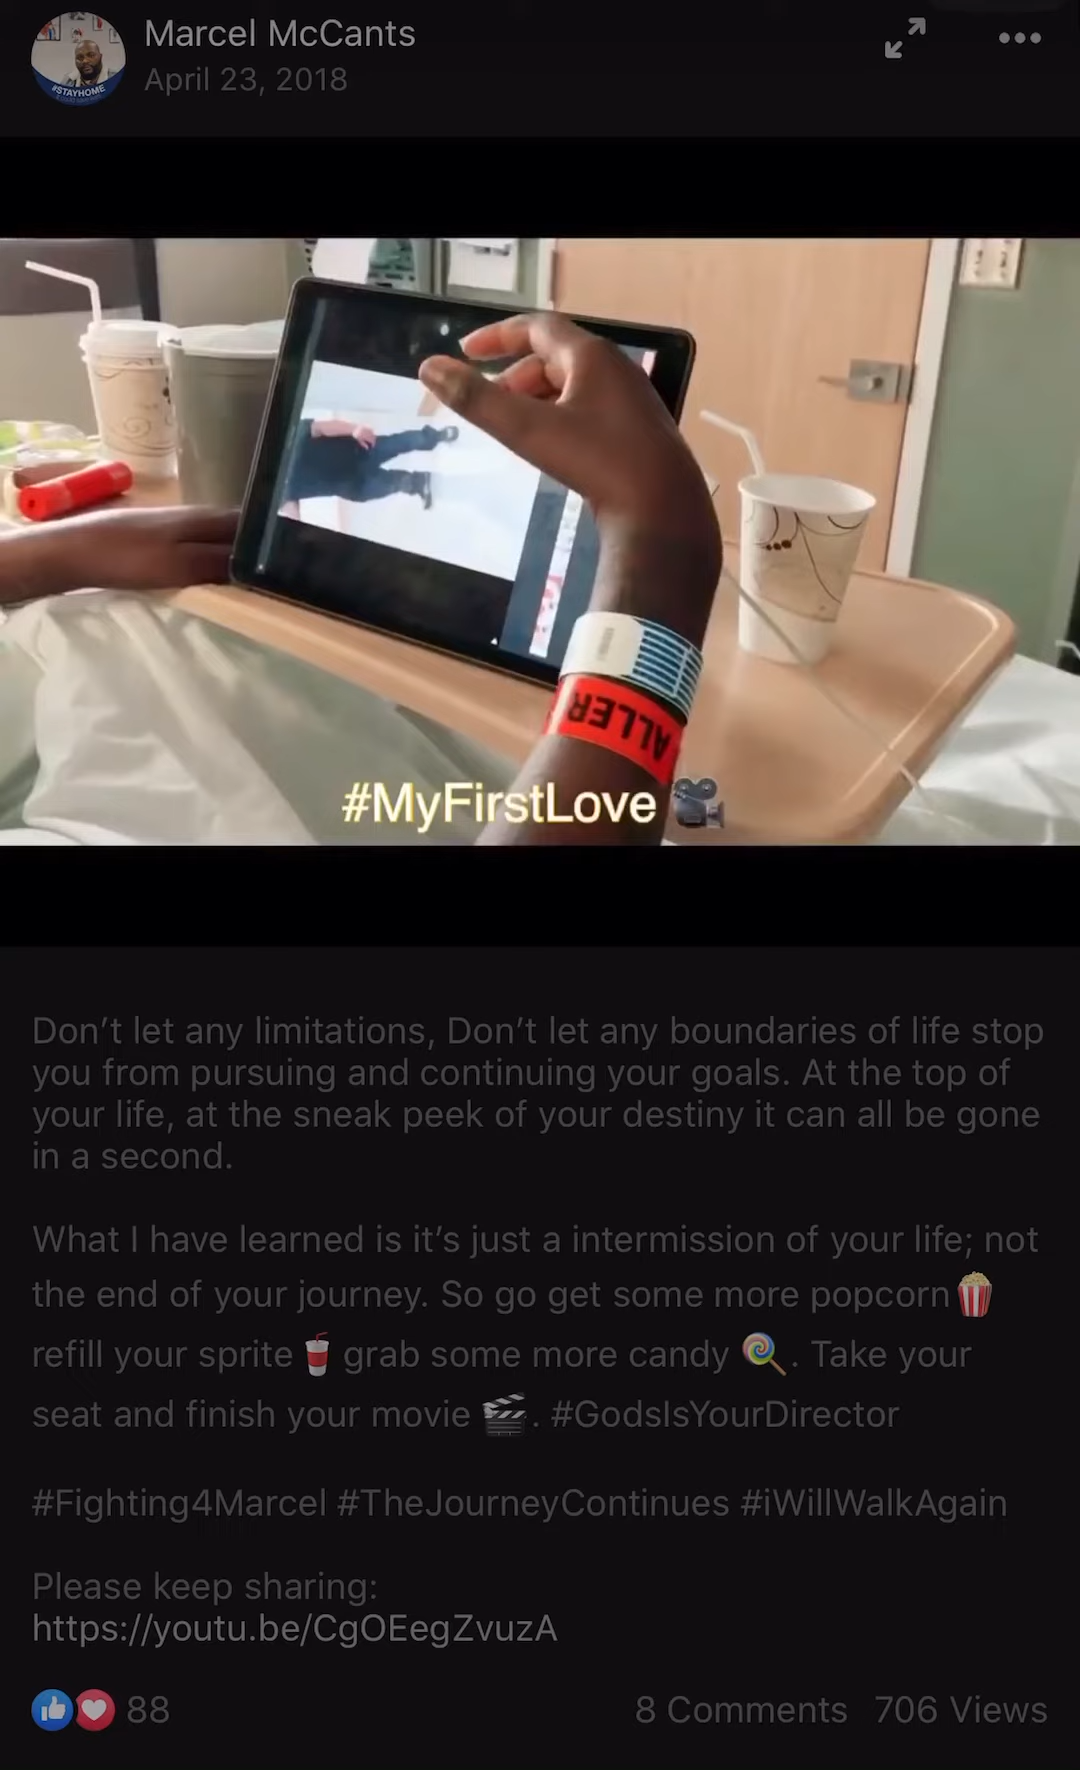 Marcel McCants
April 23, 2018
#STAYHOME
ALLER
#MyFirstLove
Don’t let any limitations, Don’t let any boundaries of life stop
you from pursuing and continuing your goals. At the top of
your life, at the sneak peek of your destiny it can all be gone
in a second.
What I have learned is it’s just a intermission of your life; not
the end of your journey. So go get some more popcorn🍿
refill your sprite 🥤 grab some more candy 🍭. Take your
seat and finish your movie 🎬. #GodsIsYourDirector
#Fighting4Marcel #TheJourneyContinues #iWillWalkAgain
Please keep sharing:
https://youtu.be/CgOEegZvuzA
88
8 Comments 706 Views